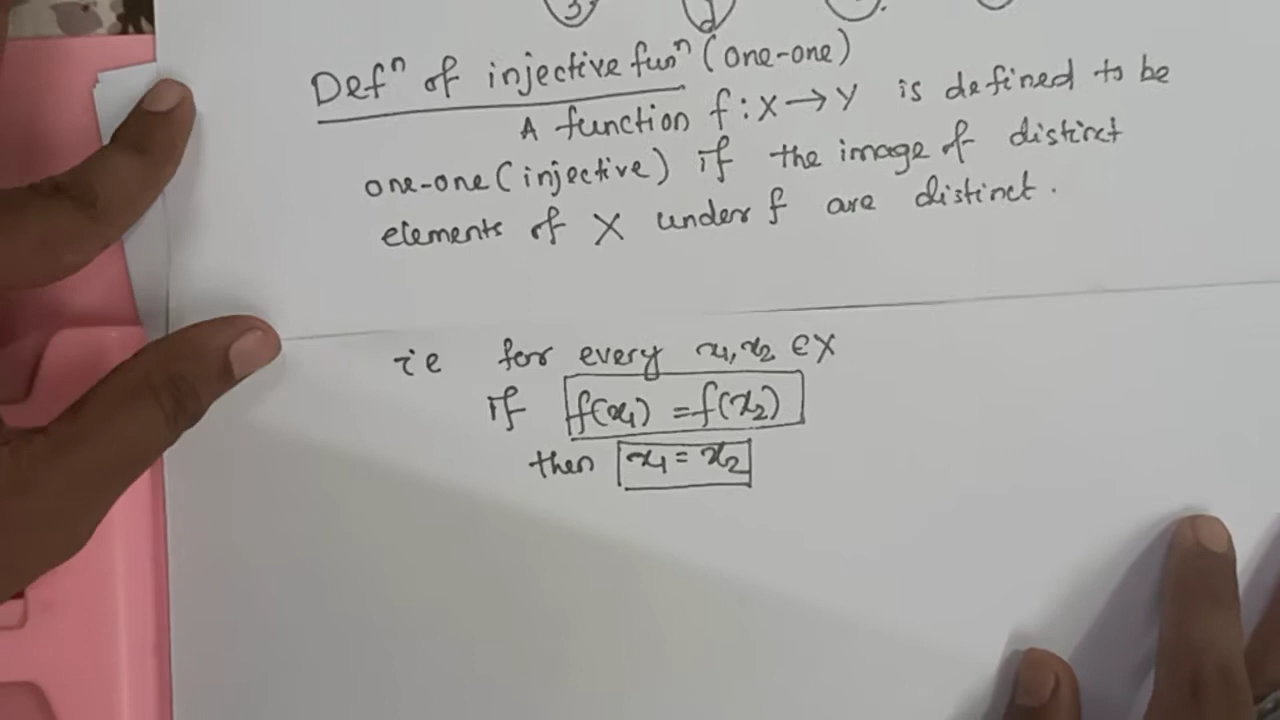 3 d
Defⁿ of injective funⁿ (one-one)
A function f : X → Y is defined to be
one-one (injective) if the image of distinct
elements of X under f are distinct.
ie for every x₁, x₂ ∈ X
if f(x₁) = f(x₂)
then x₁ = x₂